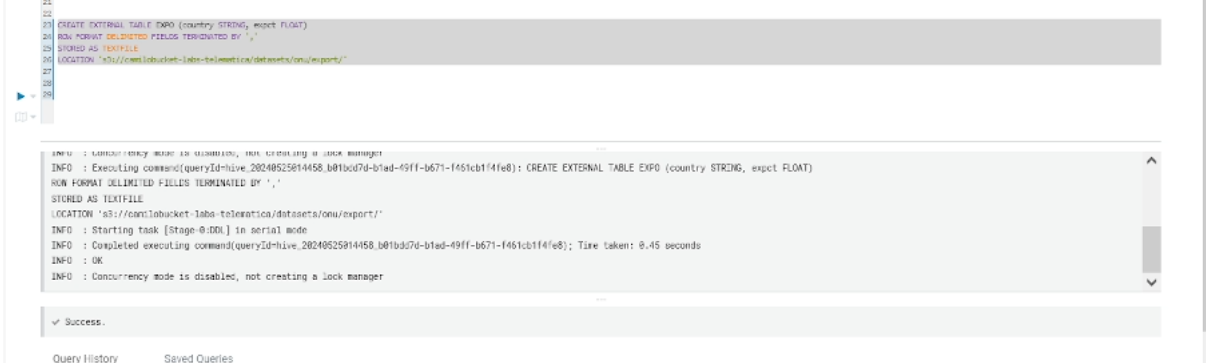 21
22
23 CREATE EXTERNAL TABLE EXPO (country STRING, expct FLOAT)
24 ROW FORMAT DELIMITED FIELDS TERMINATED BY ','
25 STORED AS TEXTFILE
26 LOCATION 's3://camilobucket-labs-telematica/datasets/onu/export/'
27
28
29
INFO : Concurrency mode is disabled, not creating a lock manager
INFO : Executing command(queryId=hive_20240525014458_b01bdd7d-b1ad-49ff-b671-f461cb1f4fe8): CREATE EXTERNAL TABLE EXPO (country STRING, expct FLOAT)
ROW FORMAT DELIMITED FIELDS TERMINATED BY ','
STORED AS TEXTFILE
LOCATION 's3://camilobucket-labs-telematica/datasets/onu/export/'
INFO : Starting task [Stage-0:DDL] in serial mode
INFO : Completed executing command(queryId=hive_20240525014458_b01bdd7d-b1ad-49ff-b671-f461cb1f4fe8); Time taken: 0.45 seconds
INFO : OK
INFO : Concurrency mode is disabled, not creating a lock manager
Success.
Query History Saved Queries